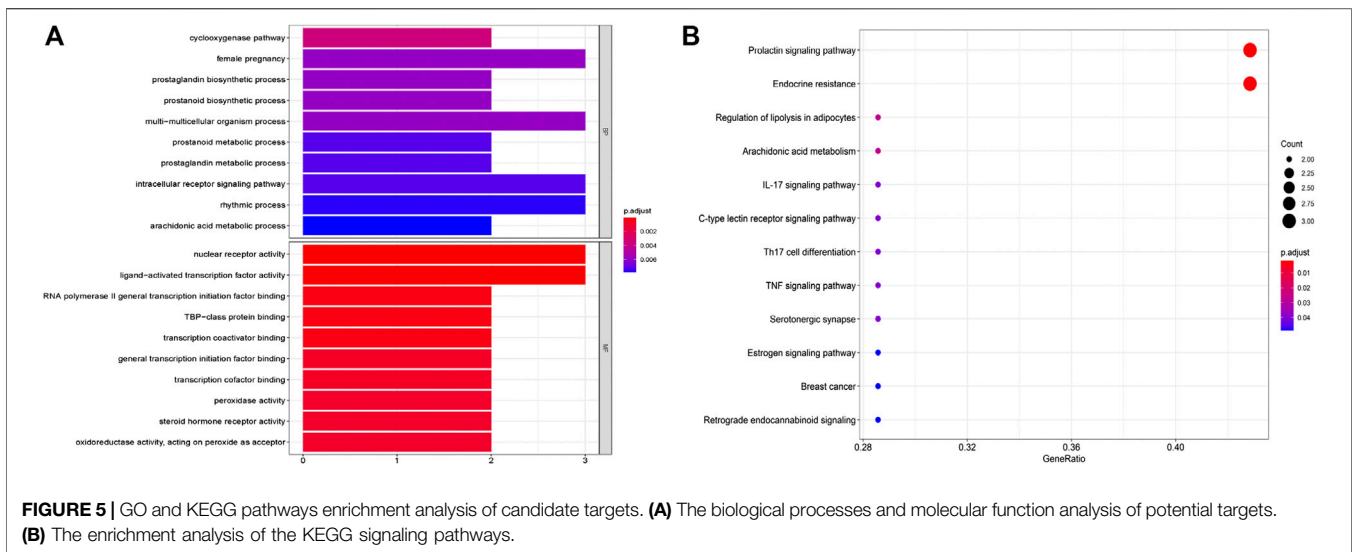 A
cyclooxygenase pathway
female pregnancy
prostaglandin biosynthetic process
prostanoid biosynthetic process
multi-multicellular organism process
prostanoid metabolic process
prostaglandin metabolic process
intracellular receptor signaling pathway
rhythmic process
arachidonic acid metabolic process
BP
nuclear receptor activity
ligand-activated transcription factor activity
RNA polymerase II general transcription initiation factor binding
TBP-class protein binding
transcription coactivator binding
general transcription initiation factor binding
transcription cofactor binding
peroxidase activity
steroid hormone receptor activity
oxidoreductase activity, acting on peroxide as acceptor
MF
0 1 2 3
p.adjust
0.002
0.004
0.006
B
Prolactin signaling pathway
Endocrine resistance
Regulation of lipolysis in adipocytes
Arachidonic acid metabolism
IL-17 signaling pathway
C-type lectin receptor signaling pathway
Th17 cell differentiation
TNF signaling pathway
Serotonergic synapse
Estrogen signaling pathway
Breast cancer
Retrograde endocannabinoid signaling
0.28 0.32 0.36 0.40
GeneRatio
Count
2.00
2.25
2.50
2.75
3.00
p.adjust
0.01
0.02
0.03
0.04
FIGURE 5 | GO and KEGG pathways enrichment analysis of candidate targets. (A) The biological processes and molecular function analysis of potential targets.
(B) The enrichment analysis of the KEGG signaling pathways.